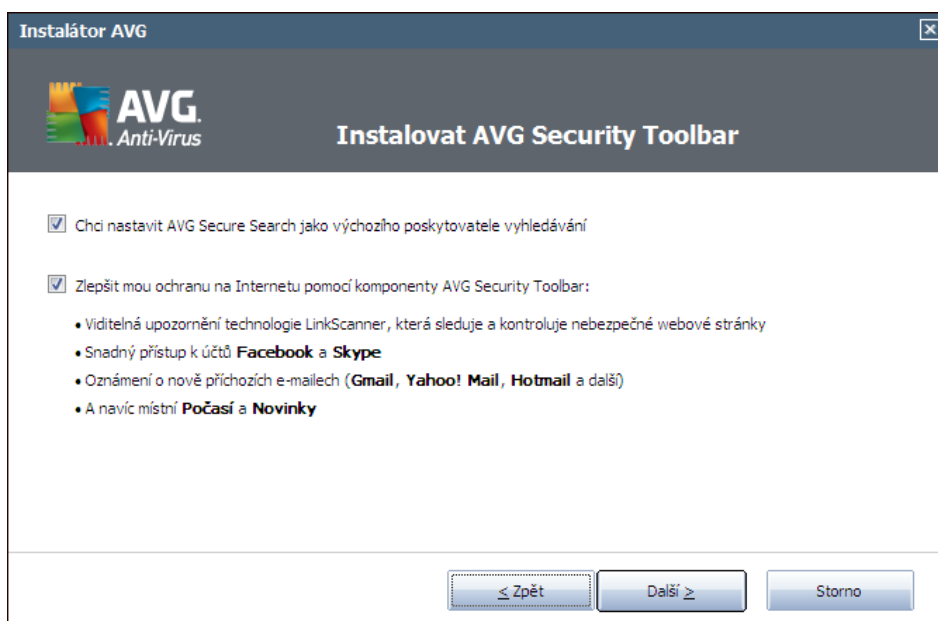 Instalátor AVG
AVG.
Anti-Virus
Instalovat AVG Security Toolbar
Chci nastavit AVG Secure Search jako výchozího poskytovatele vyhledávání
Zlepšit mou ochranu na Internetu pomocí komponenty AVG Security Toolbar:
• Viditelná upozornění technologie LinkScanner, která sleduje a kontroluje nebezpečné webové stránky
• Snadný přístup k účtů Facebook a Skype
• Oznámení o nově příchozích e-mailech (Gmail, Yahoo! Mail, Hotmail a další)
• A navíc místní Počasí a Novinky
< Zpět
Další >
Storno